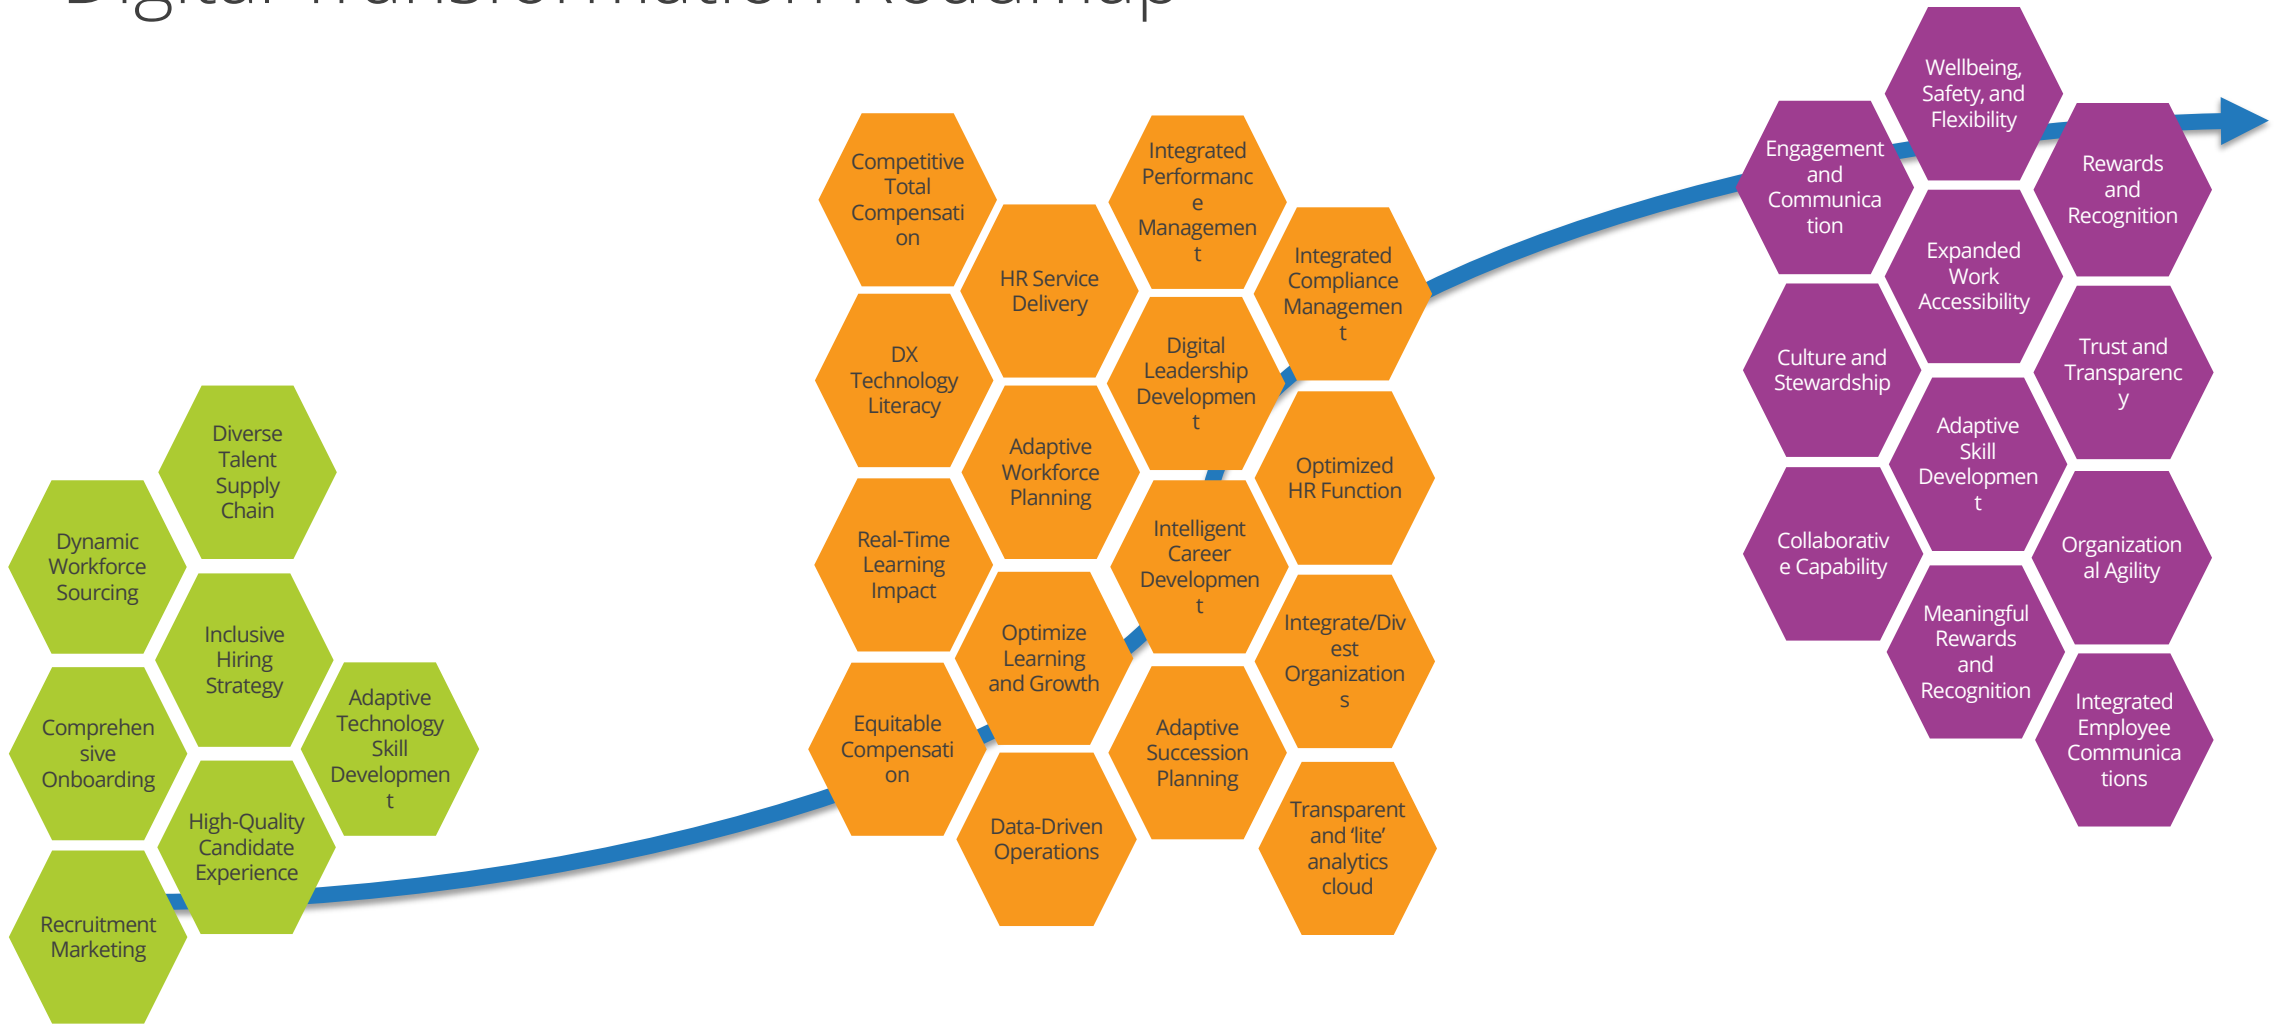 Digital Transformation Roadmap
Diverse
Talent
Supply
Chain
Dynamic
Workforce
Sourcing
Inclusive
Hiring
Strategy
Adaptive
Technology
Skill
Developmen
t
Comprehen
sive
Onboarding
High-Quality
Candidate
Experience
Recruitment
Marketing
Competitive
Total
Compensati
on
HR Service
Delivery
Integrated
Performanc
e
Managemen
t
Integrated
Compliance
Managemen
t
DX
Technology
Literacy
Digital
Leadership
Developmen
t
Adaptive
Workforce
Planning
Optimized
HR Function
Real-Time
Learning
Impact
Intelligent
Career
Developmen
t
Optimize
Learning
and Growth
Integrate/Div
est
Organization
s
Equitable
Compensati
on
Adaptive
Succession
Planning
Data-Driven
Operations
Transparent
and ‘lite’
analytics
cloud
Wellbeing,
Safety, and
Flexibility
Engagement
and
Communica
tion
Rewards
and
Recognition
Expanded
Work
Accessibility
Culture and
Stewardship
Trust and
Transparenc
y
Adaptive
Skill
Developmen
t
Collaborativ
e Capability
Organization
al Agility
Meaningful
Rewards
and
Recognition
Integrated
Employee
Communica
tions